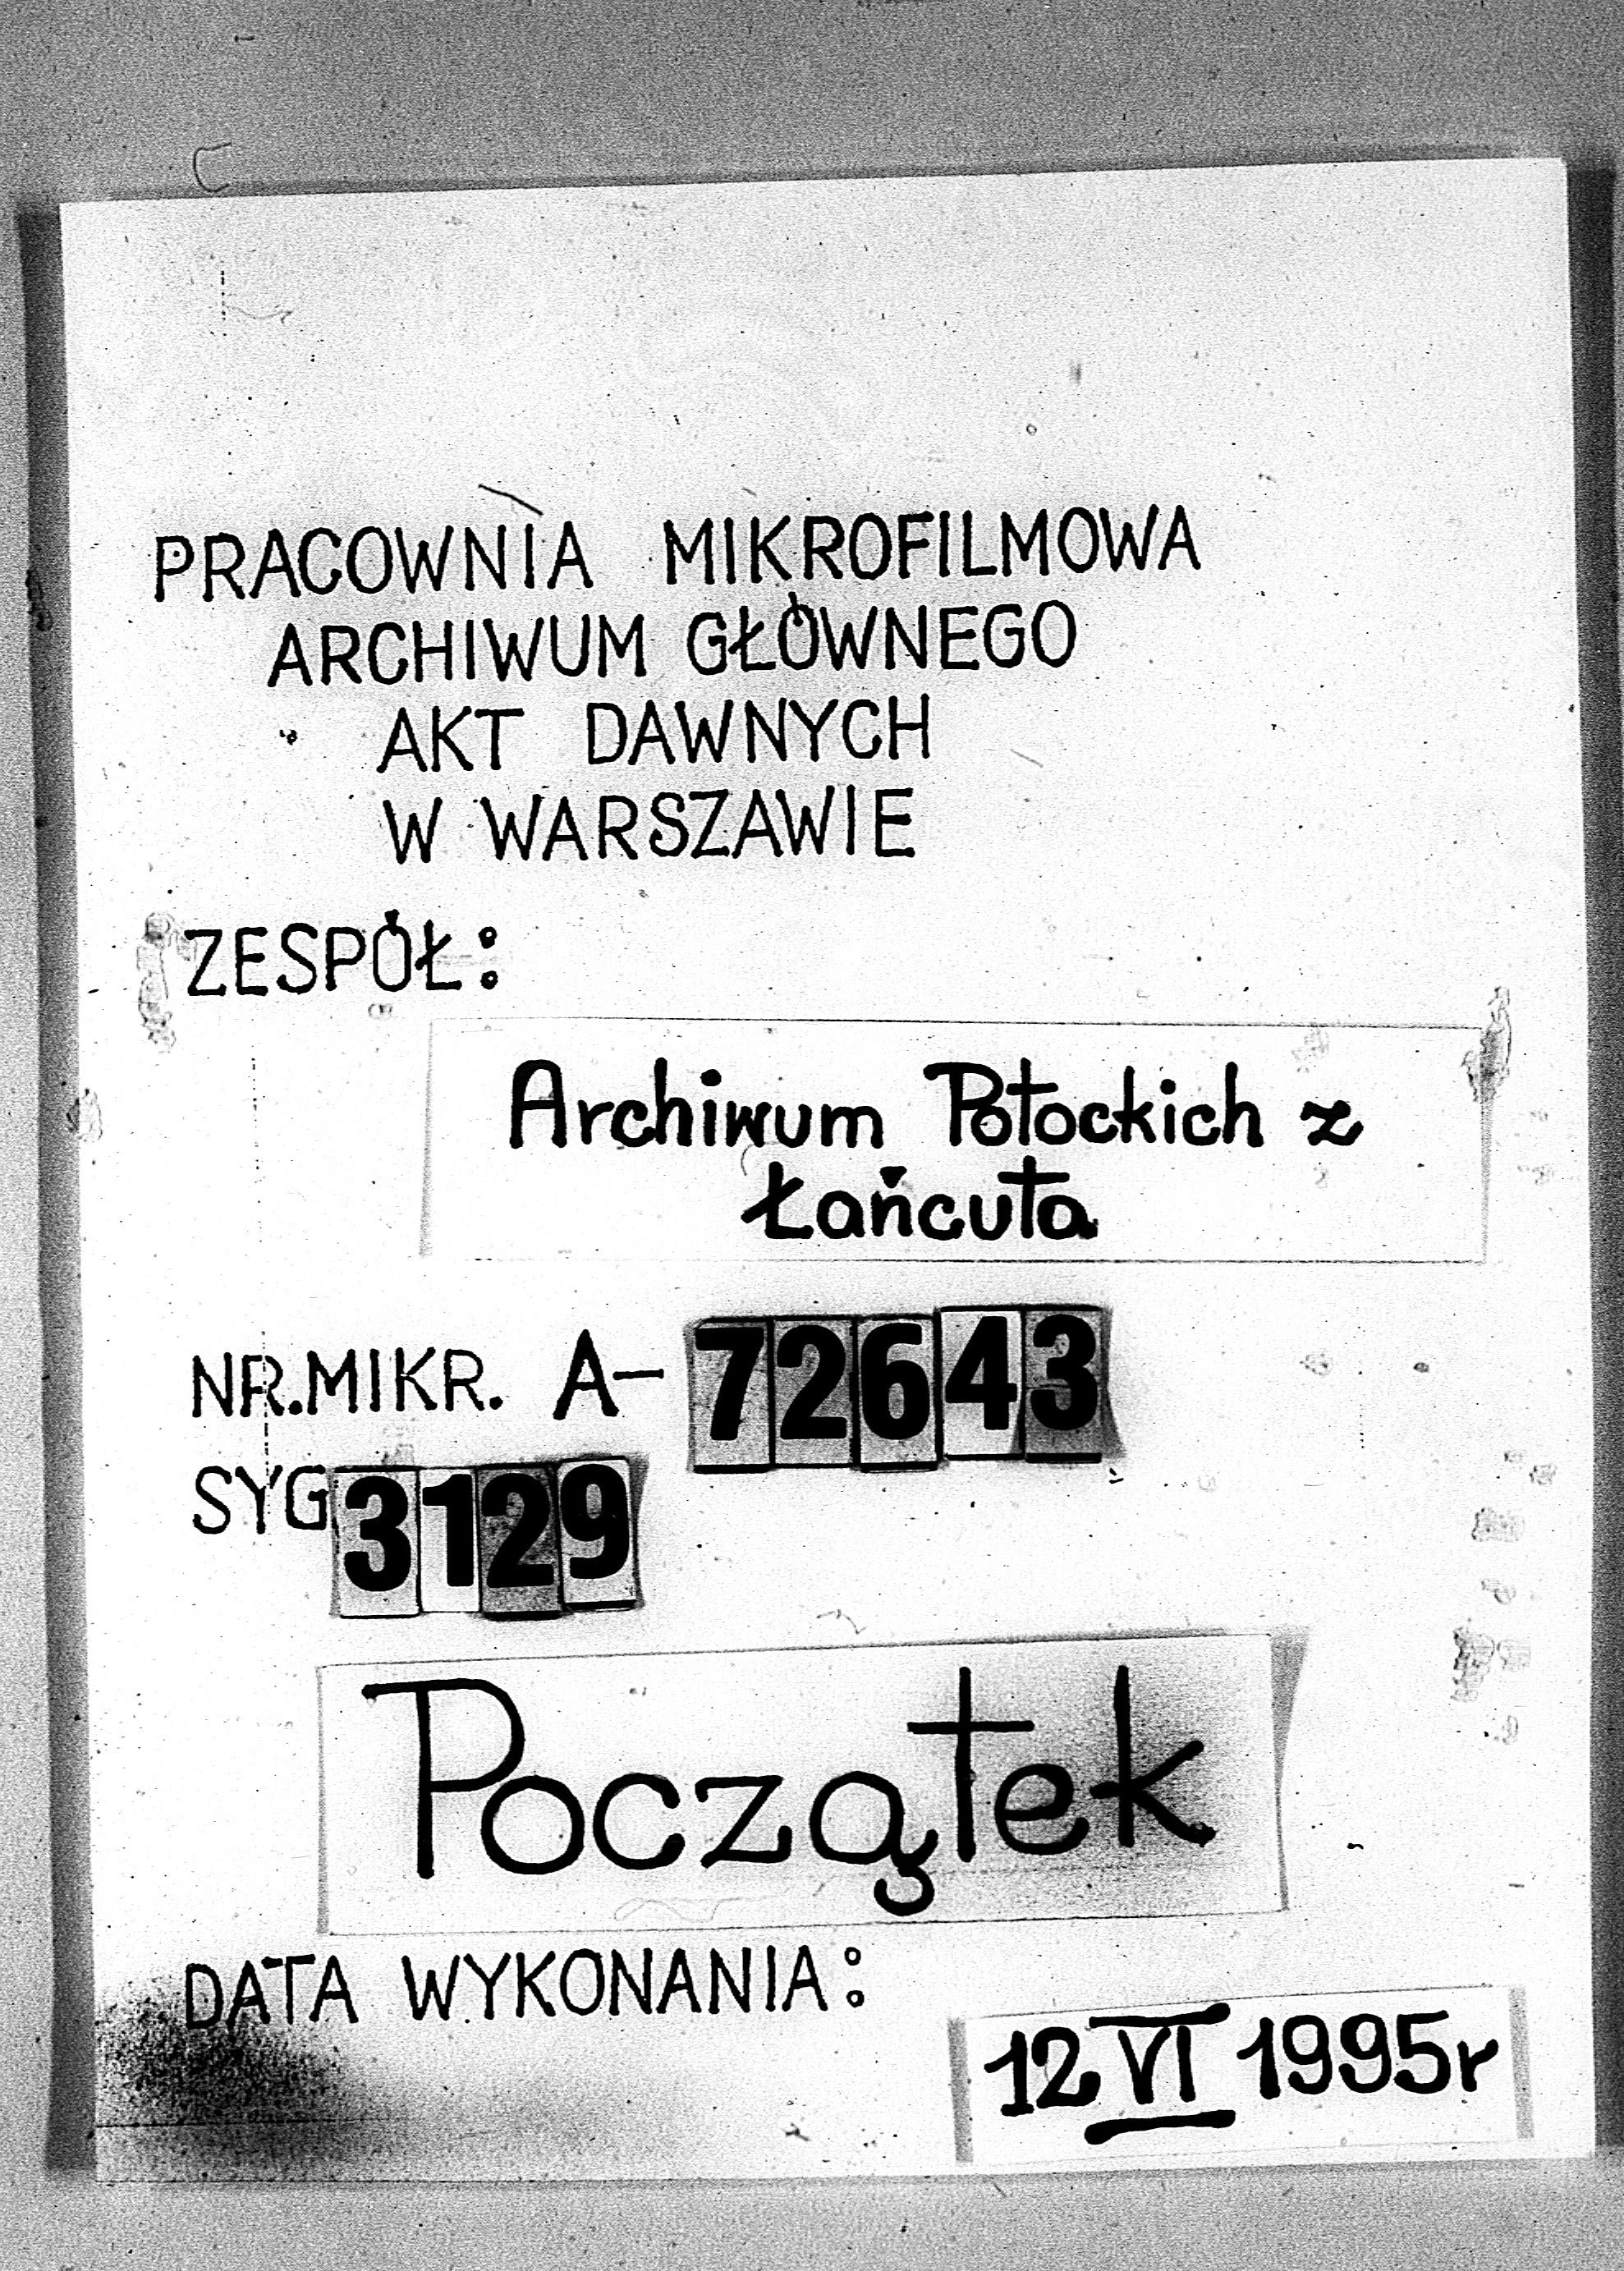 PRACOWNIA MIKROFILMOWA
ARCHIWUM GŁÓWNEGO
AKT DAWNYCH
W WARSZAWIE
ZESPÓŁ:
Archiwum Potockich z
Łańcuta
NR.MIKR. A-72643
SYG 3129
Początek
DATA WYKONANIA:
12 VI 1995r